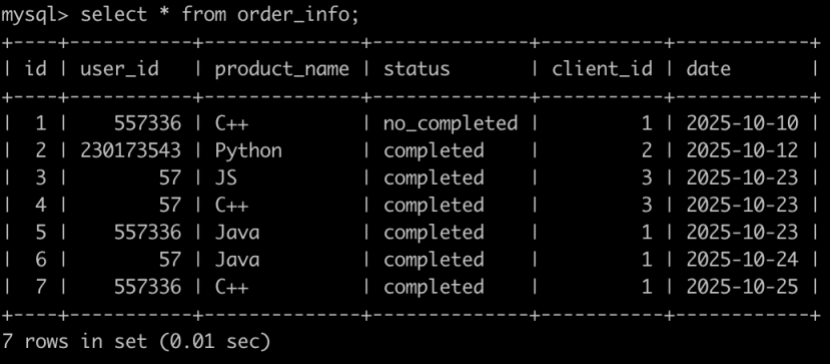 mysql> select * from order_info;
+----+-----------+--------------+--------------+-----------+------------+
| id | user_id   | product_name | status       | client_id | date       |
+----+-----------+--------------+--------------+-----------+------------+
|  1 |    557336 | C++          | no_completed |         1 | 2025-10-10 |
|  2 | 230173543 | Python       | completed    |         2 | 2025-10-12 |
|  3 |        57 | JS           | completed    |         3 | 2025-10-23 |
|  4 |        57 | C++          | completed    |         3 | 2025-10-23 |
|  5 |    557336 | Java         | completed    |         1 | 2025-10-23 |
|  6 |        57 | Java         | completed    |         1 | 2025-10-24 |
|  7 |    557336 | C++          | completed    |         1 | 2025-10-25 |
+----+-----------+--------------+--------------+-----------+------------+
7 rows in set (0.01 sec)